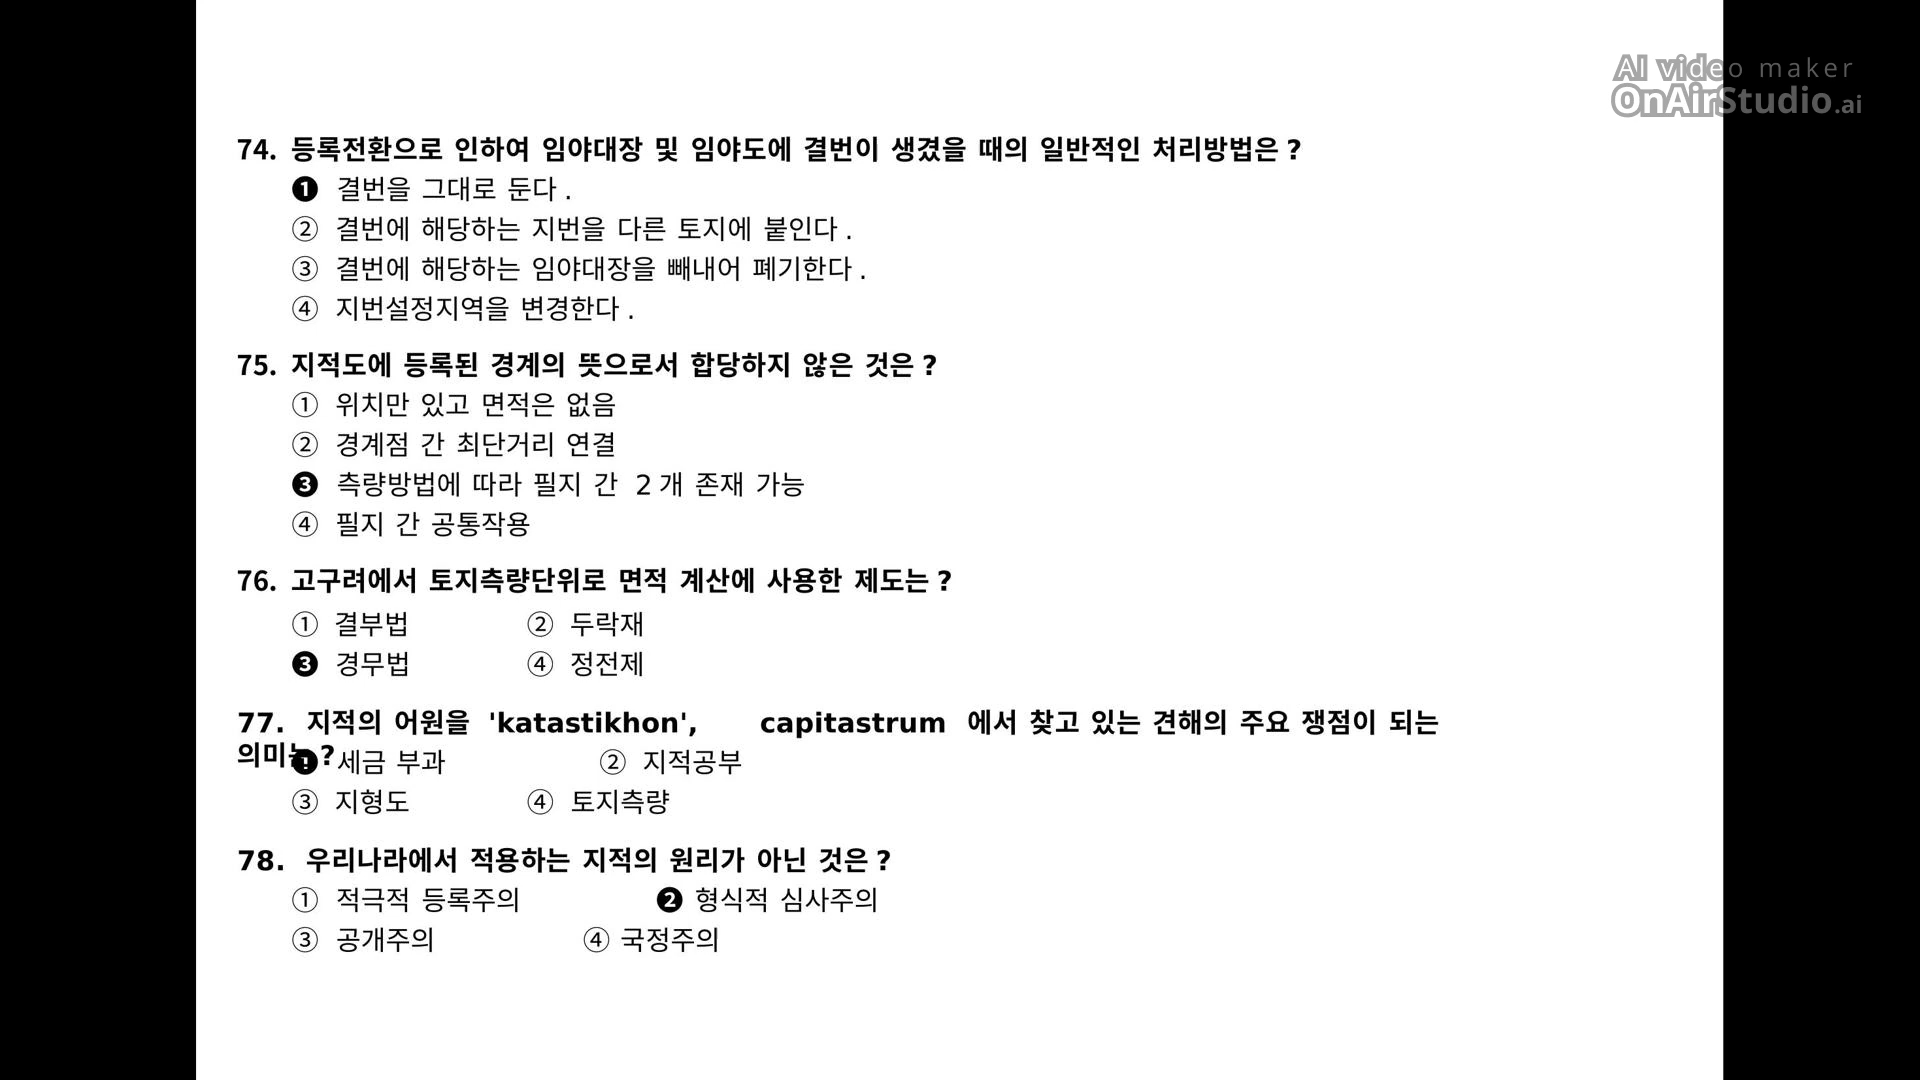 AI video maker
OnAirStudio.ai
74. 등록전환으로 인하여 임야대장 및 임야도에 결번이 생겼을 때의 일반적인 처리방법은 ?
❶ 결번을 그대로 둔다 .
② 결번에 해당하는 지번을 다른 토지에 붙인다 .
③ 결번에 해당하는 임야대장을 빼내어 폐기한다 .
④ 지번설정지역을 변경한다 .
75. 지적도에 등록된 경계의 뜻으로서 합당하지 않은 것은 ?
① 위치만 있고 면적은 없음
② 경계점 간 최단거리 연결
❸ 측량방법에 따라 필지 간 2 개 존재 가능
④ 필지 간 공통작용
76. 고구려에서 토지측량단위로 면적 계산에 사용한 제도는 ?
① 결부법 ② 두락재
❸ 경무법 ④ 정전제
77. 지적의 어원을 'katastikhon', capitastrum 에서 찾고 있는 견해의 주요 쟁점이 되는
의미는 ?
❶ 세금 부과 ② 지적공부
③ 지형도 ④ 토지측량
78. 우리나라에서 적용하는 지적의 원리가 아닌 것은 ?
① 적극적 등록주의 ❷ 형식적 심사주의
③ 공개주의 ④ 국정주의